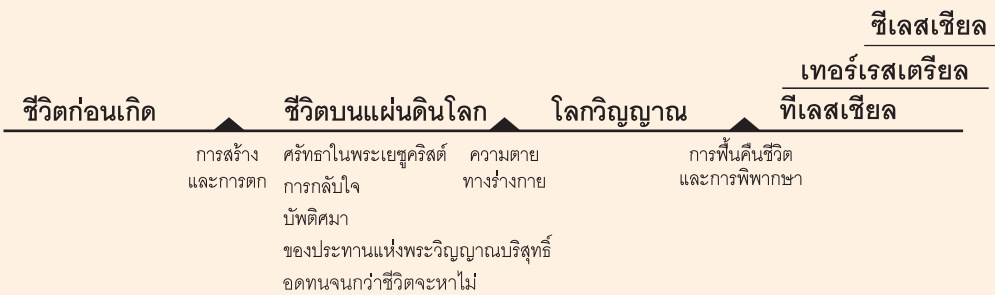 ซีเลสเชียล
เทอร์เรสเตรียล
ชีวิตก่อนเกิด ชีวิตบนแผ่นดินโลก โลกวิญญาณ ทีเลสเชียล
การสร้าง ศรัทธาในพระเยซูคริสต์ ความตาย การฟื้นคืนชีวิต
และการตก การกลับใจ ทางร่างกาย และการพิพากษา
บัพติศมา
ของประทานแห่งพระวิญญาณบริสุทธิ์
อดทนจนกว่าชีวิตจะหาไม่